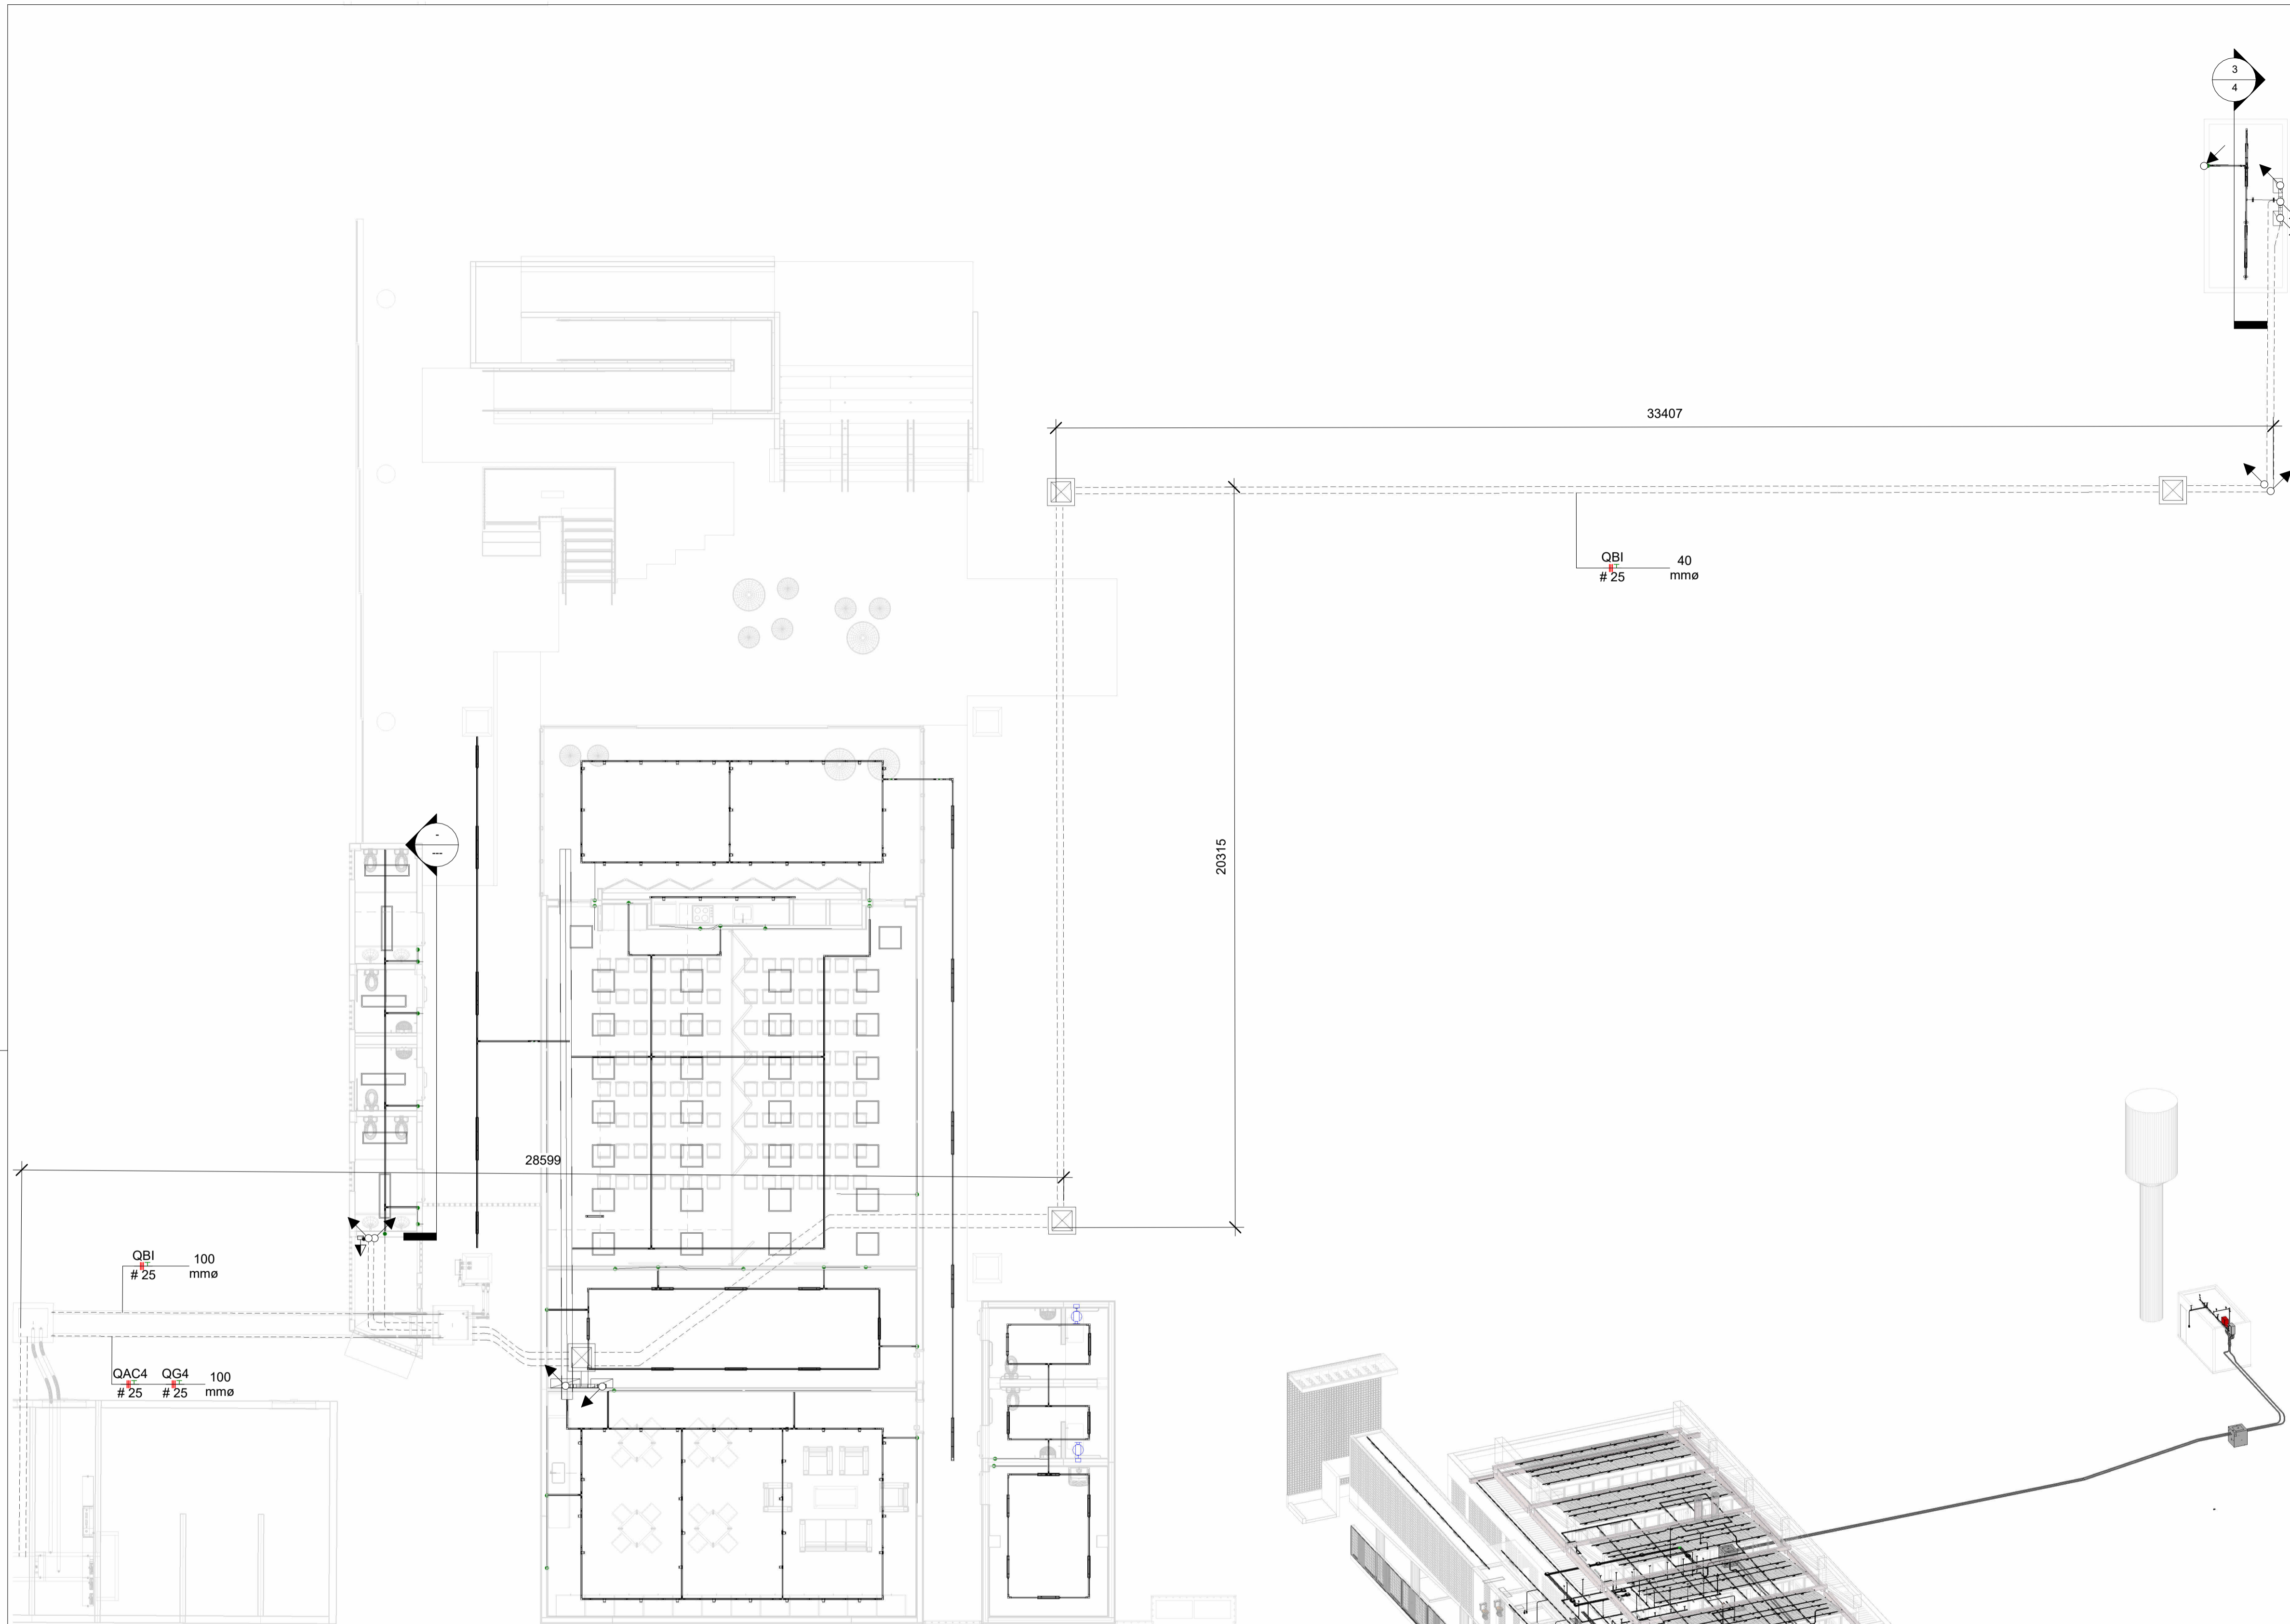 3
4
33407
QBI 40
# 25 mmø
20315
-
---
28599
QBI 100
# 25 mmø
QAC4 QG4 100
# 25 # 25 mmø